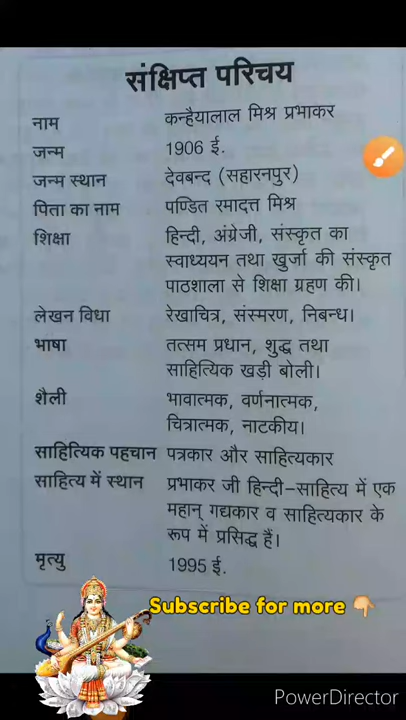 संक्षिप्त परिचय
नाम कन्हैयालाल मिश्र प्रभाकर
जन्म 1906 ई.
जन्म स्थान देवबन्द (सहारनपुर)
पिता का नाम पण्डित रमादत्त मिश्र
शिक्षा हिन्दी, अंग्रेजी, संस्कृत का
स्वाध्ययन तथा खुर्जा की संस्कृत
पाठशाला से शिक्षा ग्रहण की।
लेखन विधा रेखाचित्र, संस्मरण, निबन्ध।
भाषा तत्सम प्रधान, शुद्ध तथा
साहित्यिक खड़ी बोली।
शैली भावात्मक, वर्णनात्मक,
चित्रात्मक, नाटकीय।
साहित्यिक पहचान पत्रकार और साहित्यकार
साहित्य में स्थान प्रभाकर जी हिन्दी-साहित्य में एक
महान् गद्यकार व साहित्यकार के
रूप में प्रसिद्ध हैं।
मृत्यु 1995 ई.
Subscribe for more 👇🏼
PowerDirector